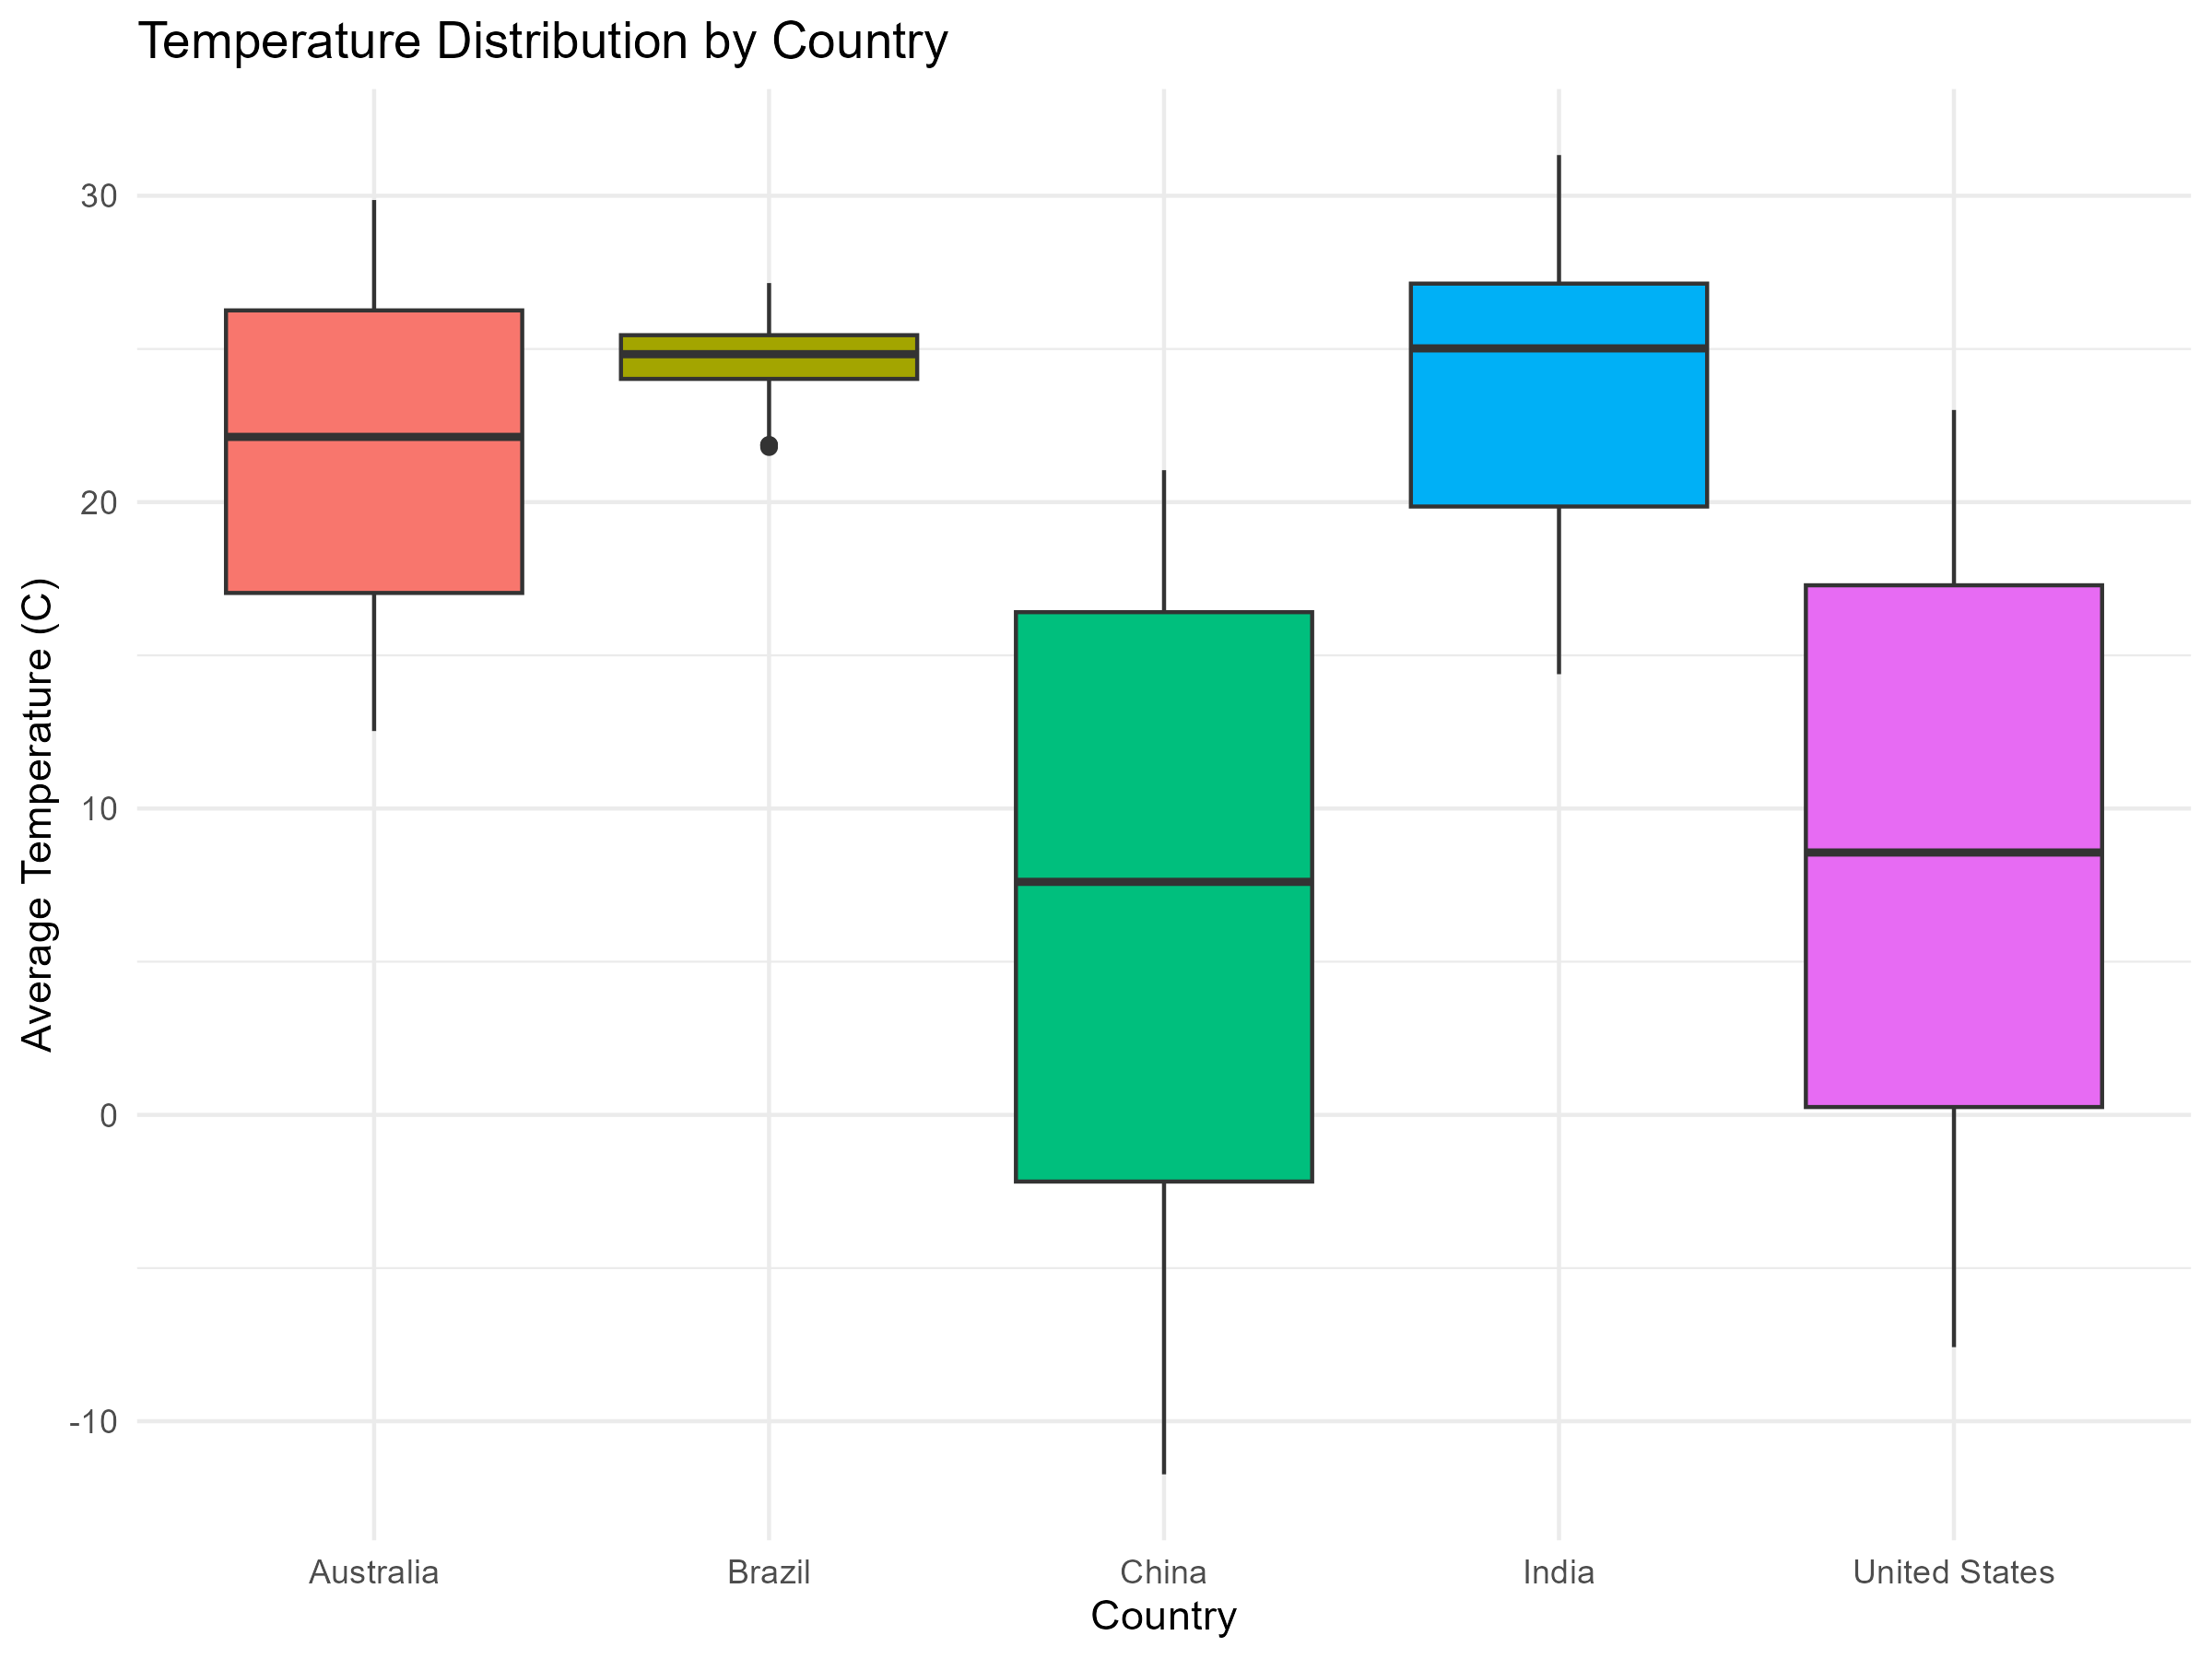 Temperature Distribution by Country
Average Temperature (C)
30
20
10
0
-10
Australia
Brazil
China
India
United States
Country